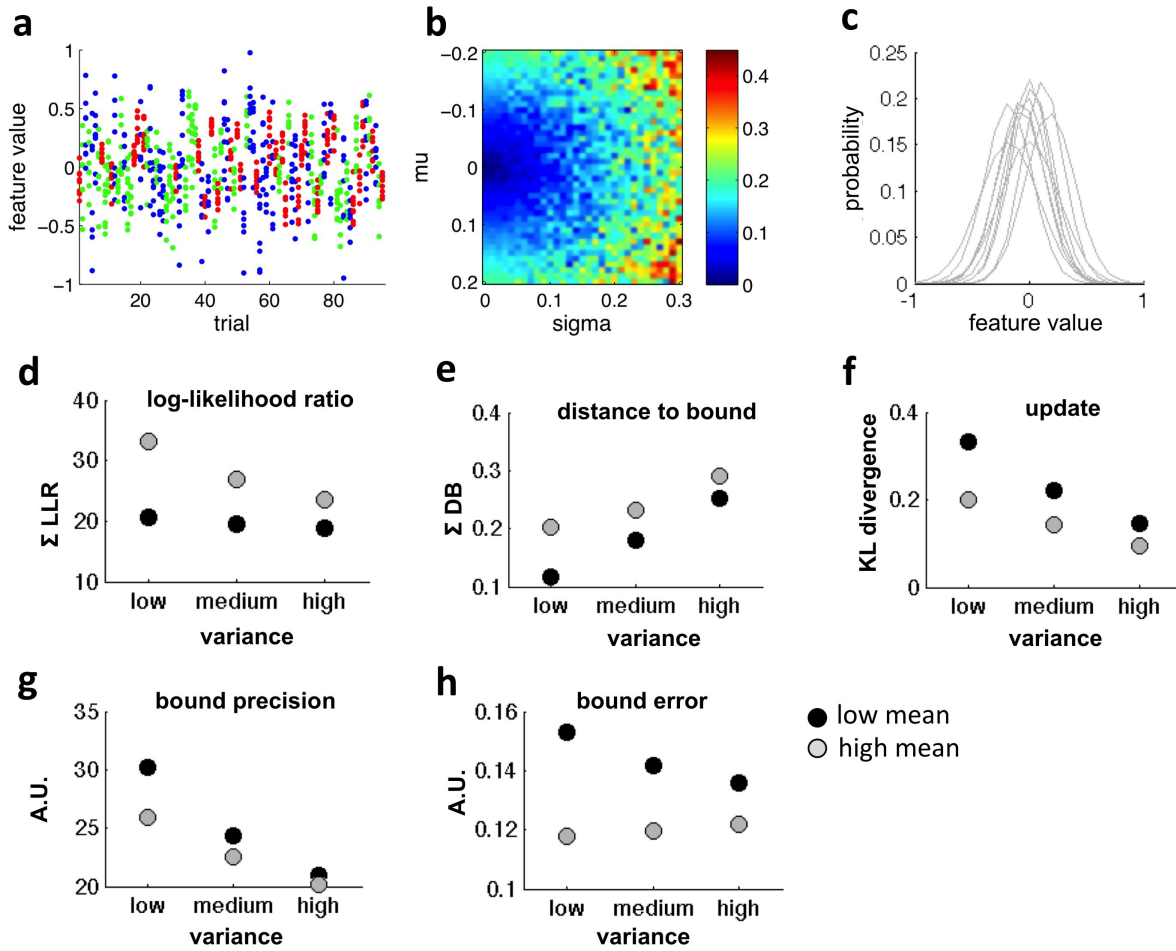 a
feature value
1
0.5
0
−0.5
−1
20
40
60
80
trial
b
mu
−0.2
−0.1
0
0.1
0.2
0
0.1
0.2
0.3
sigma
0.4
0.3
0.2
0.1
0
c
probability
0.25
0.2
0.15
0.1
0.05
0
-1
0
1
feature value
d
log-likelihood ratio
Σ LLR
40
30
20
10
low medium high
variance
e
distance to bound
Σ DB
0.4
0.3
0.2
0.1
low medium high
variance
f
update
KL divergence
0.4
0.2
0
low medium high
variance
g
bound precision
A.U.
35
30
25
20
low medium high
variance
h
bound error
A.U.
0.16
0.14
0.12
0.1
low medium high
variance
low mean
high mean